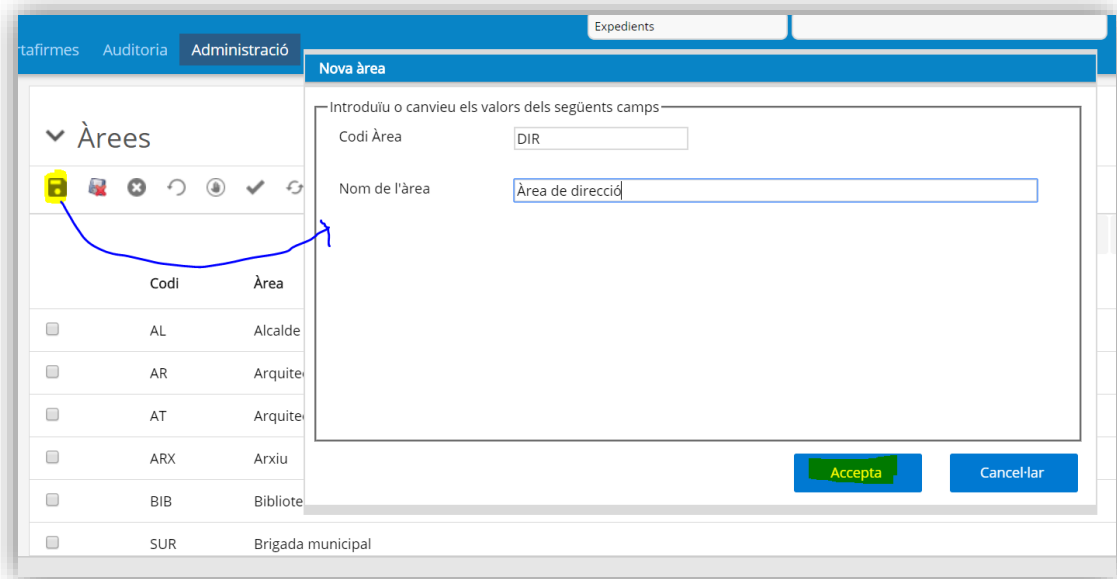 Expedients
tafirmes Auditoria Administració
Nova àrea
Introduïu o canvieu els valors dels següents camps
Àrees
Codi Àrea DIR
Nom de l'àrea Àrea de direcció
Codi Àrea
AL Alcalde
AR Arquite
AT Arquite
ARX Arxiu
BIB Bibliote
SUR Brigada municipal
Accepta Cancel·lar